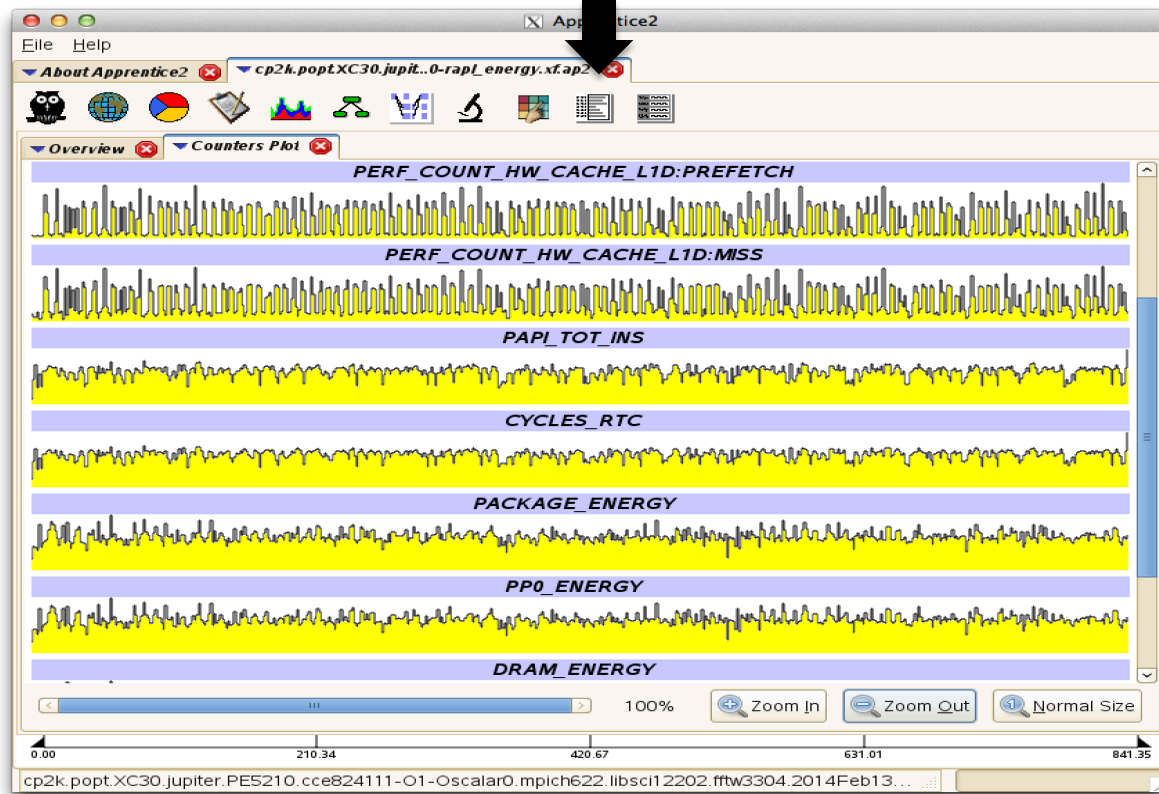 Apprentice2
File Help
About Apprentice2 cp2k.popt.XC30.jupit...0-rapl_energy.xf.ap2
Overview Counters Plot
PERF_COUNT_HW_CACHE_L1D:PREFETCH
PERF_COUNT_HW_CACHE_L1D:MISS
PAPI_TOT_INS
CYCLES_RTC
PACKAGE_ENERGY
PP0_ENERGY
DRAM_ENERGY
100% Zoom In Zoom Out 1 Normal Size
0.00 210.34 420.67 631.01 841.35
cp2k.popt.XC30.jupiter.PE5210.cce824111-O1-Oscalar0.mpich622.libsci12202.fftw3304.2014Feb13...